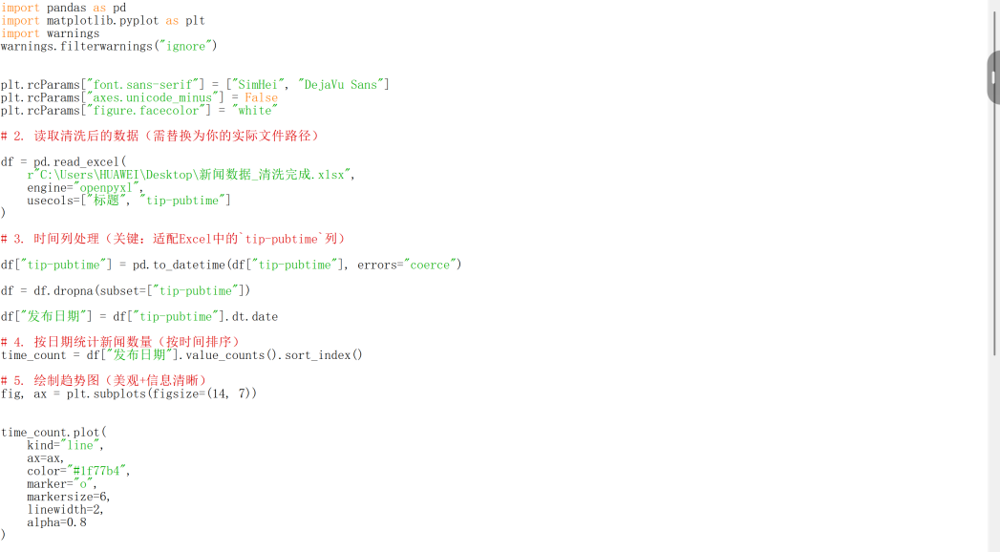 import pandas as pd
import matplotlib.pyplot as plt
import warnings
warnings.filterwarnings("ignore")
plt.rcParams["font.sans-serif"] = ["SimHei", "DejaVu Sans"]
plt.rcParams["axes.unicode_minus"] = False
plt.rcParams["figure.facecolor"] = "white"
# 2. 读取清洗后的数据（需替换为你的实际文件路径）
df = pd.read_excel(
    r"C:\Users\HUAWEI\Desktop\新闻数据_清洗完成.xlsx",
    engine="openpyxl",
    usecols=["标题", "tip-pubtime"]
)
# 3. 时间列处理（关键：适配Excel中的`tip-pubtime`列）
df["tip-pubtime"] = pd.to_datetime(df["tip-pubtime"], errors="coerce")
df = df.dropna(subset=["tip-pubtime"])
df["发布日期"] = df["tip-pubtime"].dt.date
# 4. 按日期统计新闻数量（按时间排序）
time_count = df["发布日期"].value_counts().sort_index()
# 5. 绘制趋势图（美观+信息清晰）
fig, ax = plt.subplots(figsize=(14, 7))
time_count.plot(
    kind="line",
    ax=ax,
    color="#1f77b4",
    marker="o",
    markersize=6,
    linewidth=2,
    alpha=0.8
)